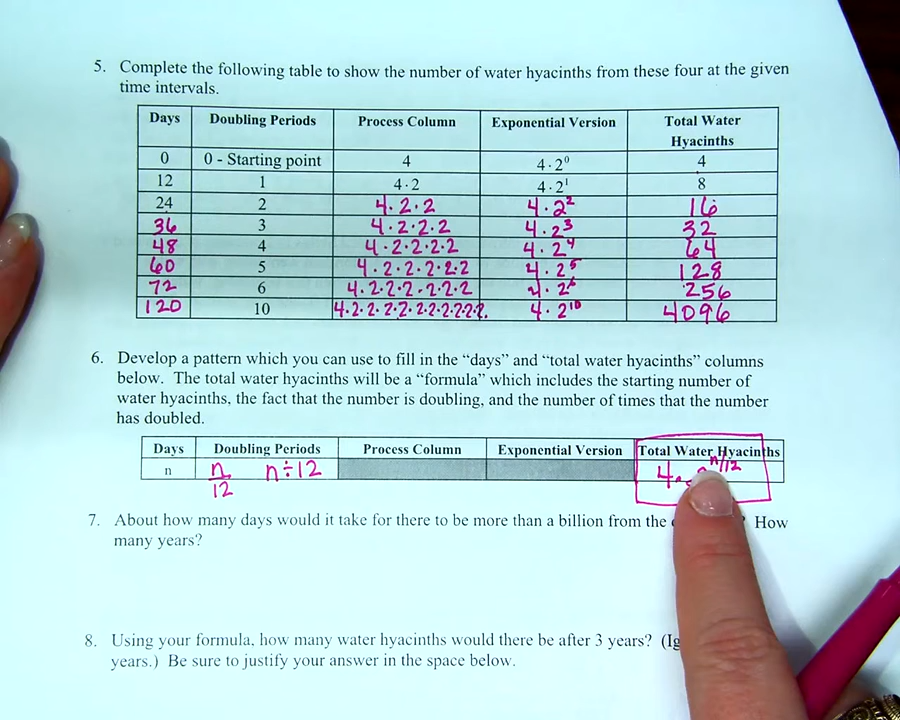 5. Complete the following table to show the number of water hyacinths from these four at the given
time intervals.
Days Doubling Periods Process Column Exponential Version Total Water Hyacinths
0 0 - Starting point 4 4·2⁰ 4
12 1 4·2 4·2¹ 8
24 2 4·2·2 4·2² 16
36 3 4·2·2·2 4·2³ 32
48 4 4·2·2·2·2 4·2⁴ 64
60 5 4·2·2·2·2·2 4·2⁵ 128
72 6 4·2·2·2·2·2·2 4·2⁶ 256
120 10 4·2·2·2·2·2·2·2·2·2·2. 4·2¹⁰ 4096
6. Develop a pattern which you can use to fill in the “days” and “total water hyacinths” columns
below. The total water hyacinths will be a “formula” which includes the starting number of
water hyacinths, the fact that the number is doubling, and the number of times that the number
has doubled.
Days Doubling Periods Process Column Exponential Version Total Water Hyacinths
n n/12 n÷12 4· n/12
7. About how many days would it take for there to be more than a billion from the How
many years?
8. Using your formula, how many water hyacinths would there be after 3 years?
years.) Be sure to justify your answer in the space below.